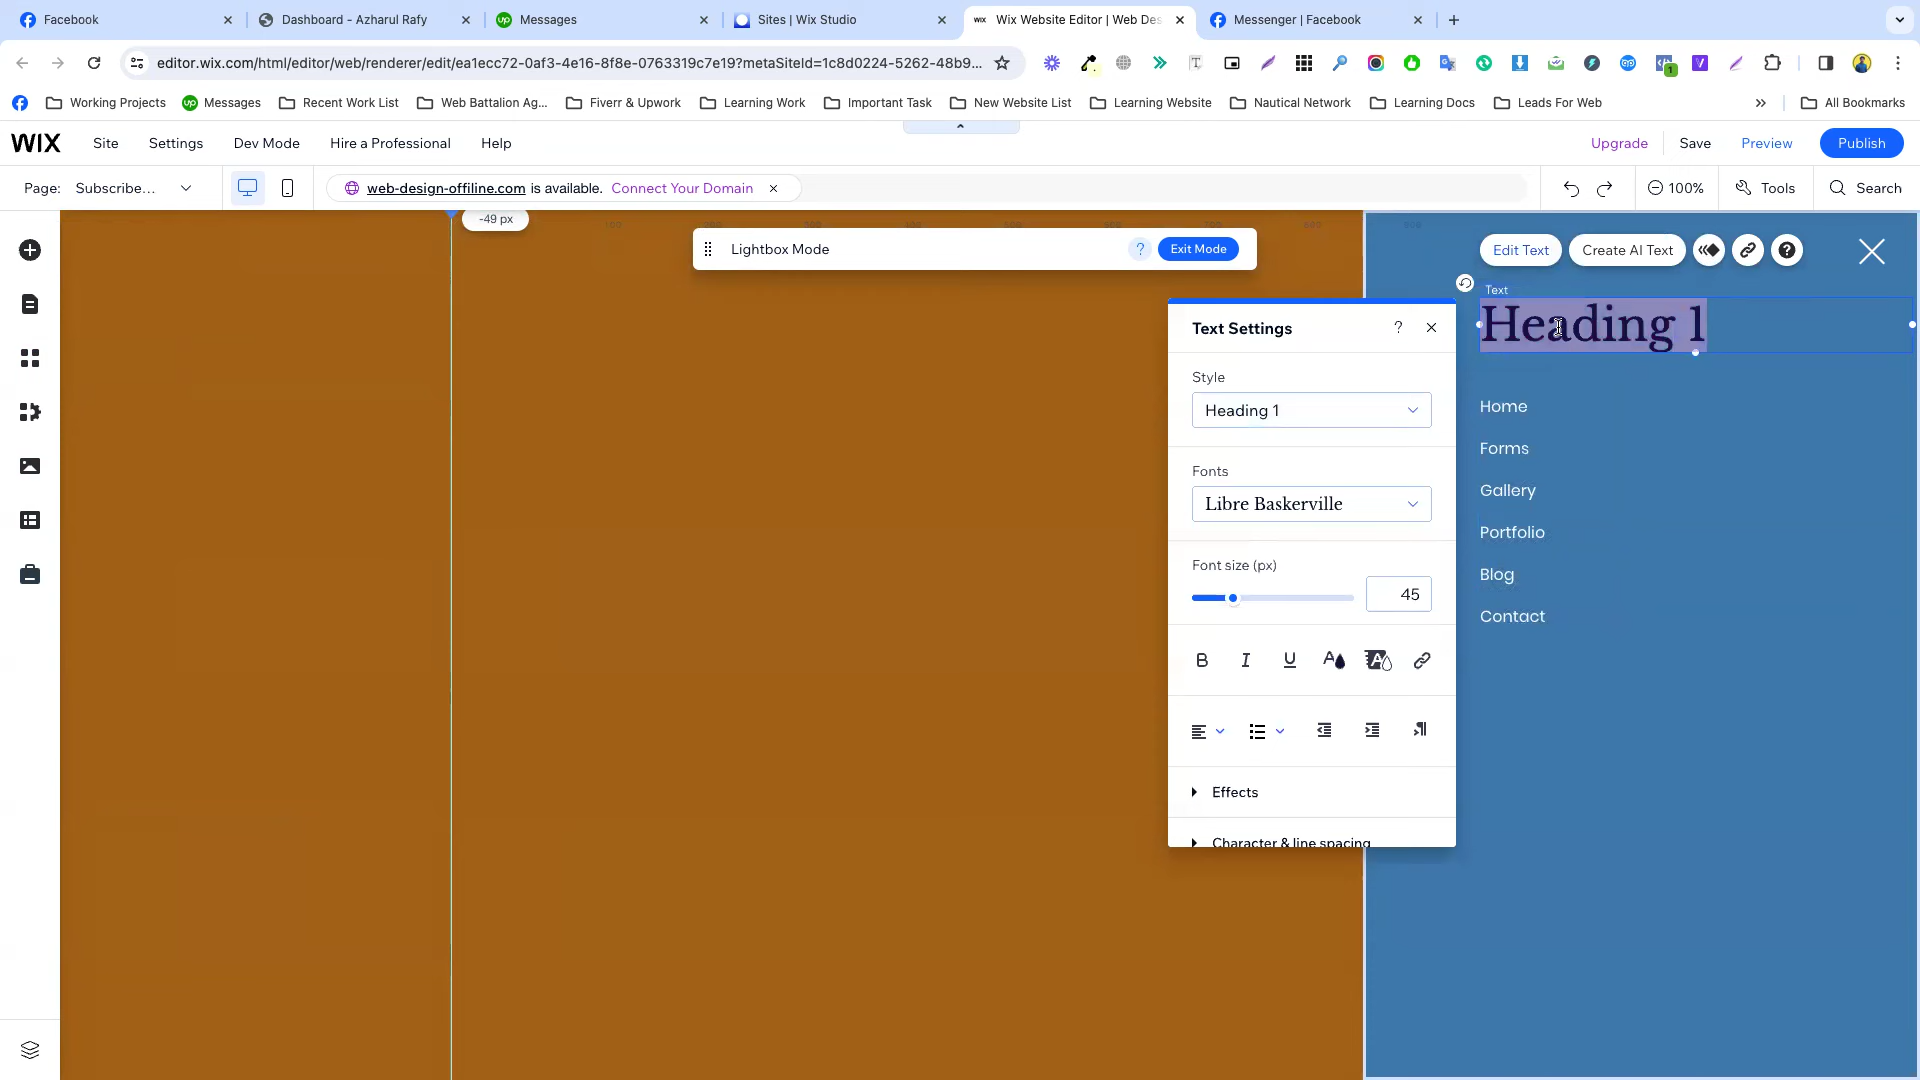 Facebook
Dashboard - Azharul Rafy
Messages
Sites | Wix Studio
Wix Website Editor | Web Des
Messenger | Facebook
editor.wix.com/html/editor/web/renderer/edit/ea1ecc72-0af3-4e16-8f8e-0763319c7e19?metaSiteId=1c8d0224-5262-48b9...
Working Projects
Messages
Recent Work List
Web Battalion Ag...
Fiverr & Upwork
Learning Work
Important Task
New Website List
Learning Website
Nautical Network
Learning Docs
Leads For Web
All Bookmarks
WIX
Site
Settings
Dev Mode
Hire a Professional
Help
Upgrade
Save
Preview
Publish
Page: Subscribe...
web-design-offiline.com is available. Connect Your Domain
100%
Tools
Search
-49 px
Lightbox Mode
?
Exit Mode
Edit Text
Create AI Text
Text
Heading 1
Text Settings
?
Style
Heading 1
Fonts
Libre Baskerville
Font size (px)
45
B
I
U
Effects
Character & line spacing
Home
Forms
Gallery
Portfolio
Blog
Contact